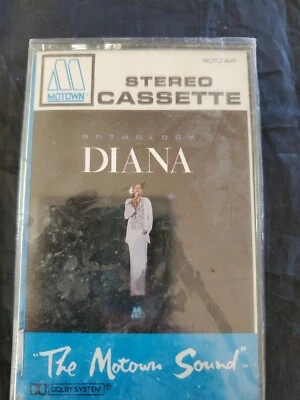 MOTOWN®
STEREO
CASSETTE
ANTHOLOGY
DIANA
"The Motown Sound"
DOLBY SYSTEM®